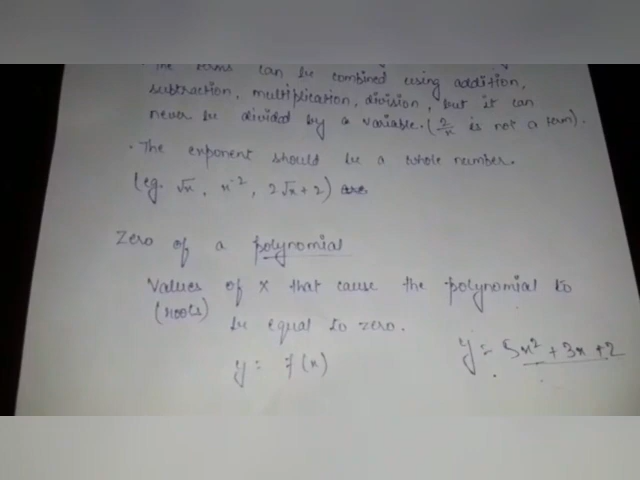 · The terms can be combined using addition,
subtraction, multiplication, division, but it can
never be divided by a variable. (2/x is not a term).
· The exponent should be a whole number.
(eg. √x, x⁻², 2√x + 2) are
Zero of a polynomial
Values of x that cause the polynomial to
(roots)
be equal to zero.
y = f(x)
y = 5x² + 3x + 2